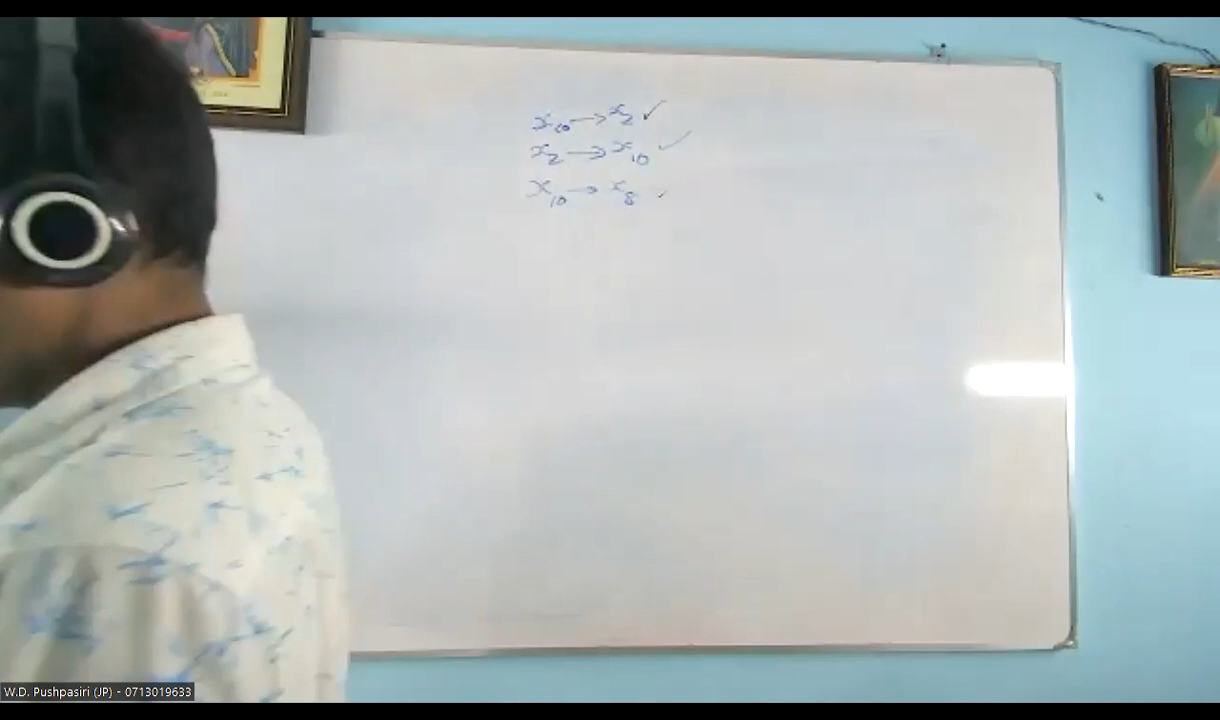 x₁₀ → x₂ ✓
x₂ → x₁₀ ✓
x₁₀ → x₈ ✓
W.D. Pushpasiri (JP) - 0713019633